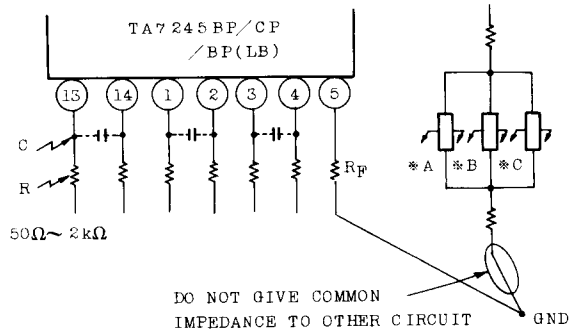 TA7245BP/CP
/BP(LB)
13 14 1 2 3 4 5
C
R
RF
50Ω~2kΩ
※A ※B ※C
DO NOT GIVE COMMON
IMPEDANCE TO OTHER CIRCUIT
GND